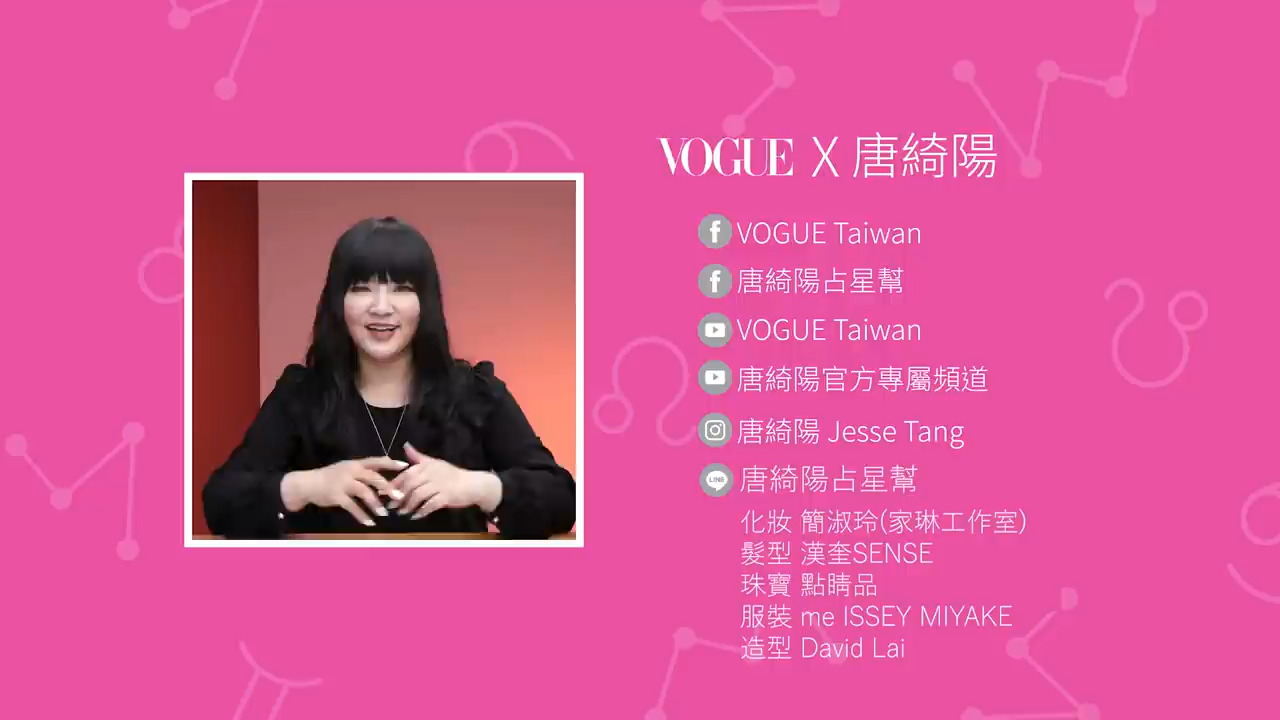 VOGUE X 唐綺陽
VOGUE Taiwan
唐綺陽占星幫
VOGUE Taiwan
唐綺陽官方專屬頻道
唐綺陽 Jesse Tang
LINE 唐綺陽占星幫
化妝 簡淑玲(家琳工作室)
髮型 漢奎SENSE
珠寶 點睛品
服裝 me ISSEY MIYAKE
造型 David Lai